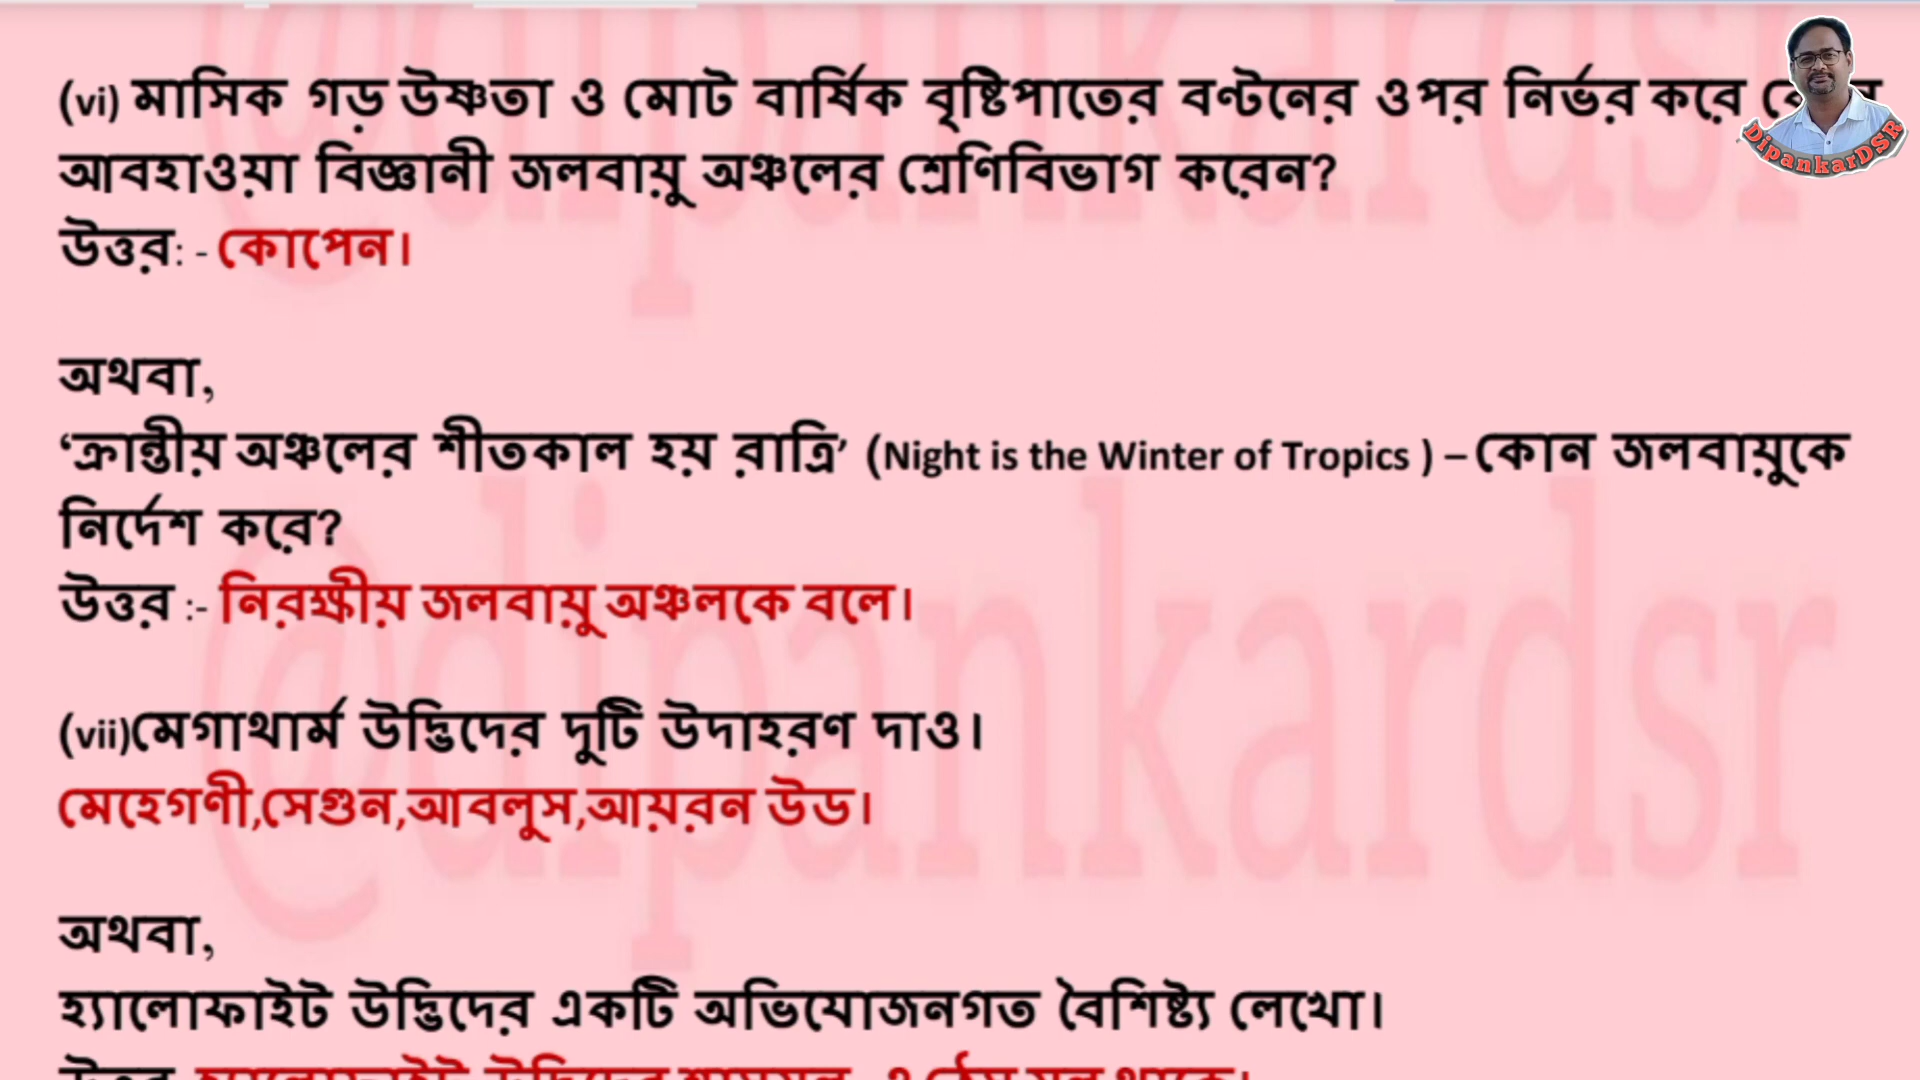 (vi) মাসিক গড় উষ্ণতা ও মোট বার্ষিক বৃষ্টিপাতের বণ্টনের ওপর নির্ভর করে
আবহাওয়া বিজ্ঞানী জলবায়ু অঞ্চলের শ্রেণিবিভাগ করেন?
উত্তর: - কোপেন।
অথবা,
‘ক্রান্তীয় অঞ্চলের শীতকাল হয় রাত্রি’ (Night is the Winter of Tropics ) – কোন জলবায়ুকে
নির্দেশ করে?
উত্তর :- নিরক্ষীয় জলবায়ু অঞ্চলকে বলে।
(vii)মেগাথার্ম উদ্ভিদের দুটি উদাহরণ দাও।
মেহেগণী,সেগুন,আবলুস,আয়রন উড।
অথবা,
হ্যালোফাইট উদ্ভিদের একটি অভিযোজনগত বৈশিষ্ট্য লেখো।
DipankarDSR
@dipankardsr
@dipankardsr